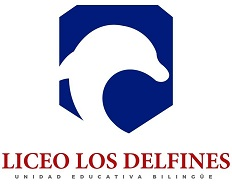 LICEO LOS DELFINES
UNIDAD EDUCATIVA BILINGÜE